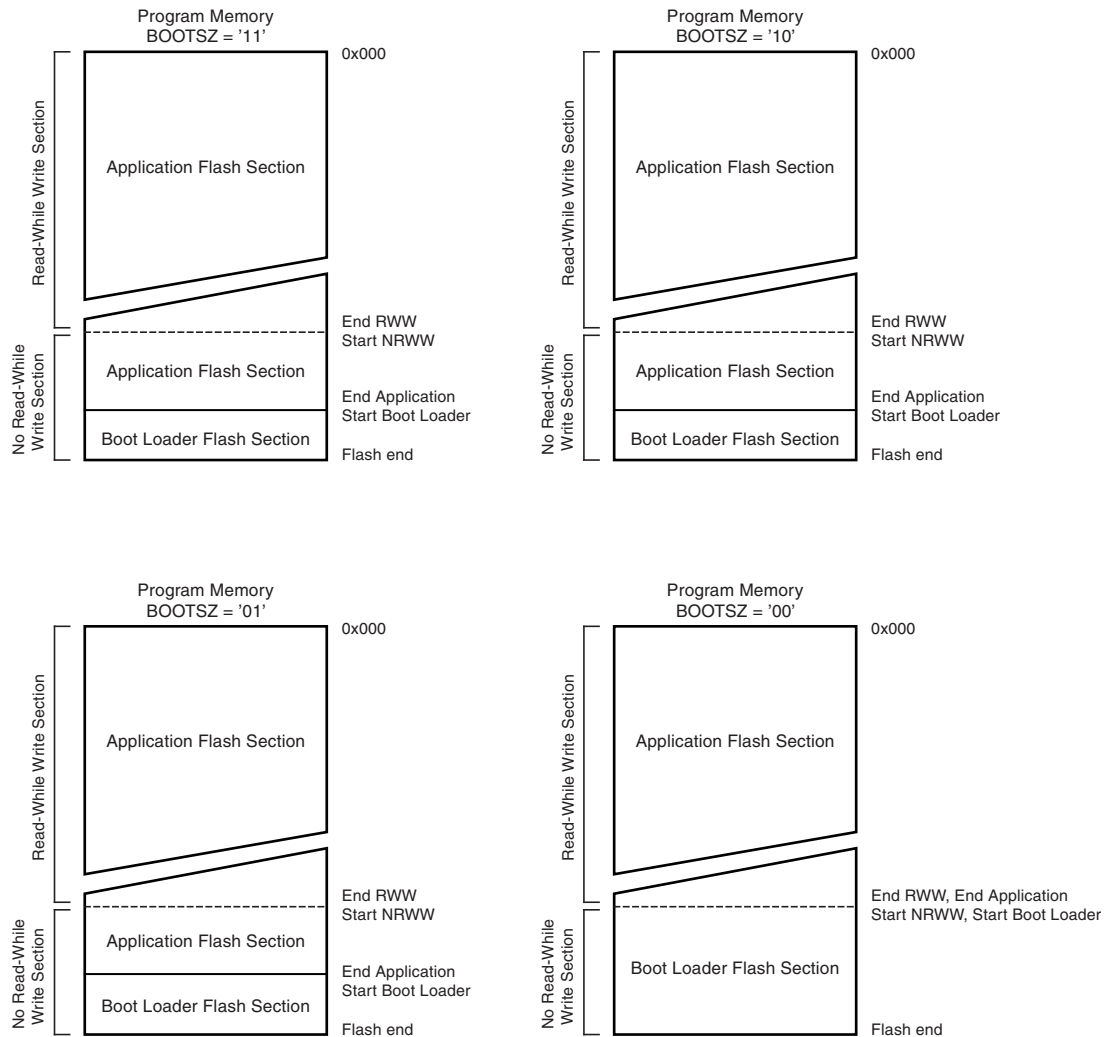 Program Memory
BOOTSZ = '11'
0x000
Read-While Write Section
Application Flash Section
End RWW
Start NRWW
No Read-While
Write Section
Application Flash Section
End Application
Start Boot Loader
Boot Loader Flash Section
Flash end
Program Memory
BOOTSZ = '10'
0x000
Read-While Write Section
Application Flash Section
End RWW
Start NRWW
No Read-While
Write Section
Application Flash Section
End Application
Start Boot Loader
Boot Loader Flash Section
Flash end
Program Memory
BOOTSZ = '01'
0x000
Read-While Write Section
Application Flash Section
End RWW
Start NRWW
No Read-While
Write Section
Application Flash Section
End Application
Start Boot Loader
Boot Loader Flash Section
Flash end
Program Memory
BOOTSZ = '00'
0x000
Read-While Write Section
Application Flash Section
End RWW, End Application
Start NRWW, Start Boot Loader
No Read-While
Write Section
Boot Loader Flash Section
Flash end